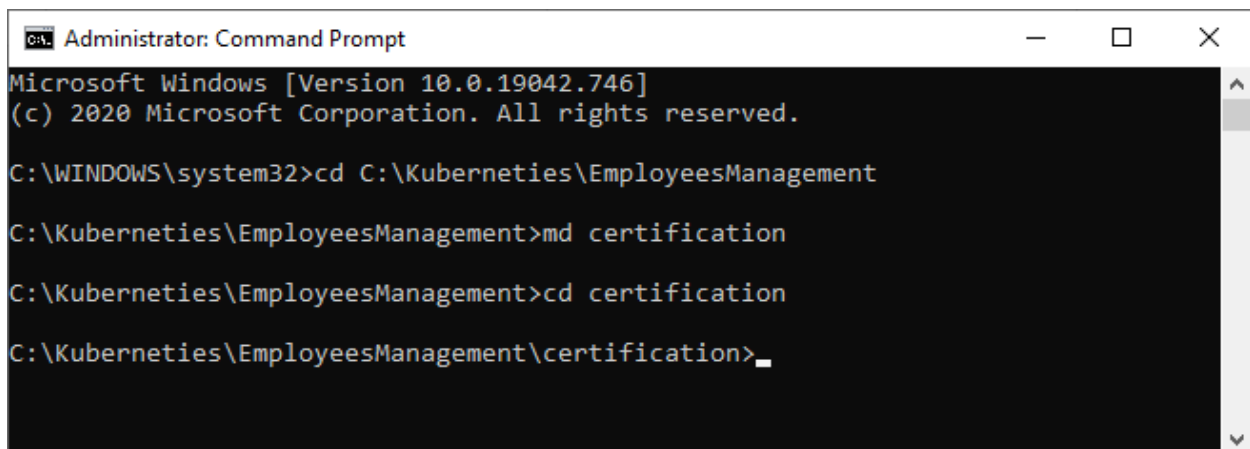 Administrator: Command Prompt
Microsoft Windows [Version 10.0.19042.746]
(c) 2020 Microsoft Corporation. All rights reserved.
C:\WINDOWS\system32>cd C:\Kuberneties\EmployeesManagement
C:\Kuberneties\EmployeesManagement>md certification
C:\Kuberneties\EmployeesManagement>cd certification
C:\Kuberneties\EmployeesManagement\certification>